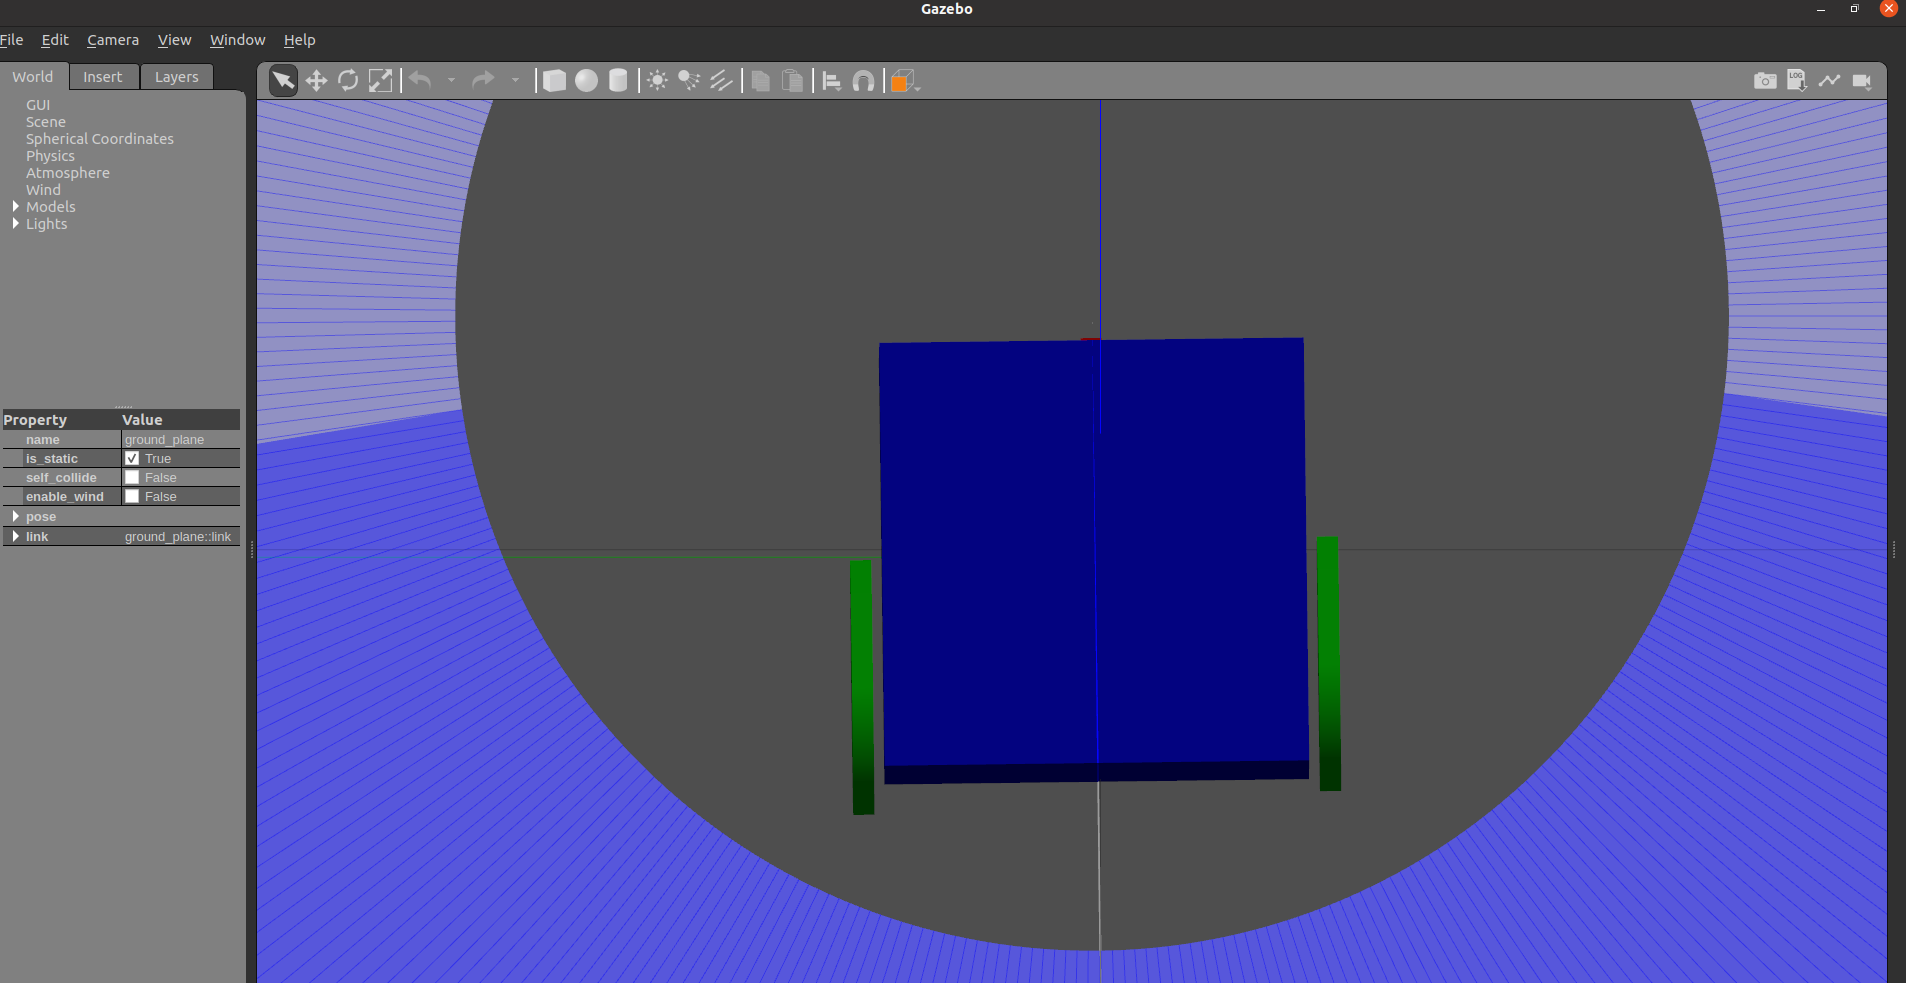 Gazebo
File Edit Camera View Window Help
World Insert Layers
LOG
GUI
Scene
Spherical Coordinates
Physics
Atmosphere
Wind
Models
Lights
Property Value
name ground_plane
is_static True
self_collide False
enable_wind False
pose
link ground_plane::link